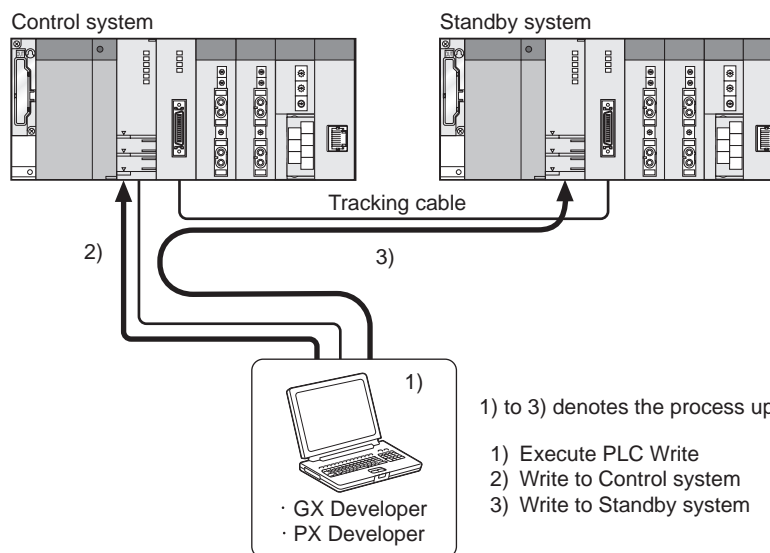 Control system
Standby system
Tracking cable
2)
3)
1)
· GX Developer
· PX Developer
1) to 3) denotes the process up
1) Execute PLC Write
2) Write to Control system
3) Write to Standby system